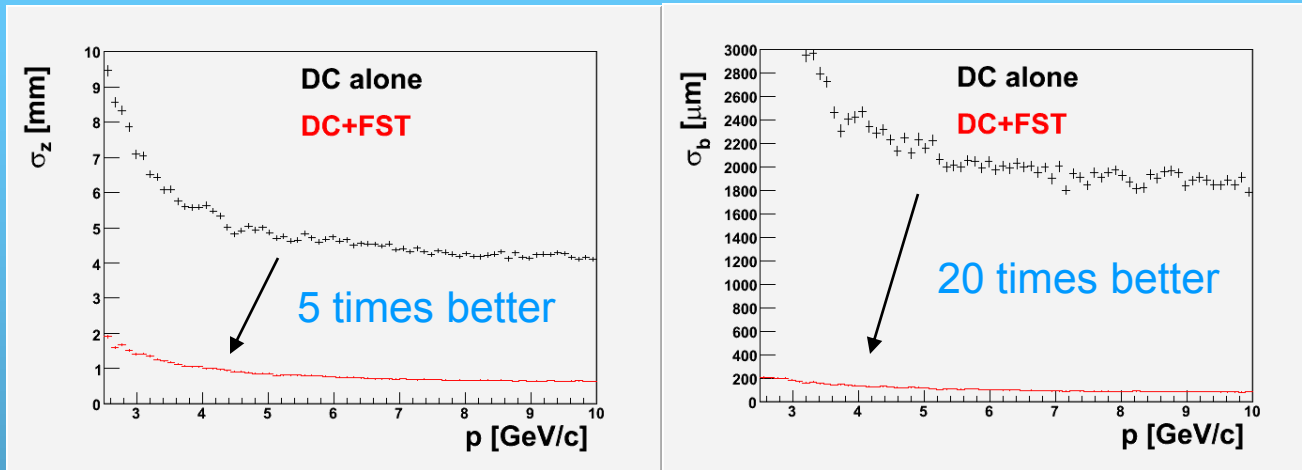 10
9
8
7
6
5
4
3
2
1
0
σz [mm]
DC alone
DC+FST
5 times better
3 4 5 6 7 8 9 10
p [GeV/c]
3000
2800
2600
2400
2200
2000
1800
1600
1400
1200
1000
800
600
400
200
0
σb [μm]
DC alone
DC+FST
20 times better
3 4 5 6 7 8 9 10
p [GeV/c]